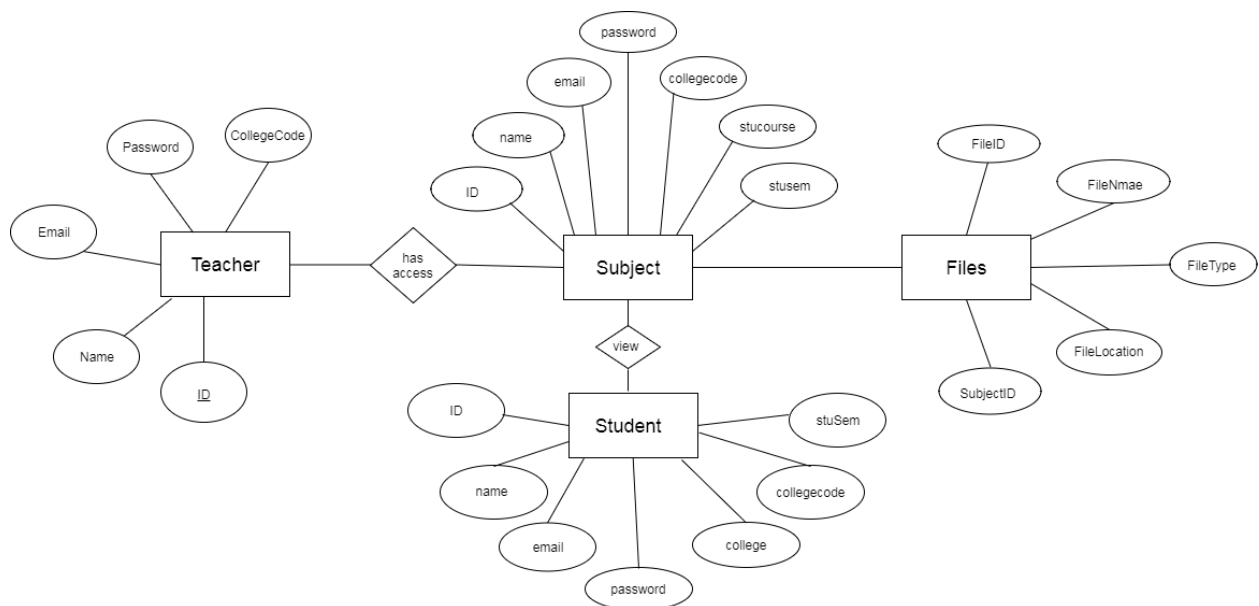 password
email
collegecode
name
stucourse
ID
stusem
Password
CollegeCode
Email
Teacher
Name
ID
has
access
Subject
FileID
FileNmae
FileType
Files
FileLocation
SubjectID
view
ID
Student
stuSem
name
collegecode
email
college
password